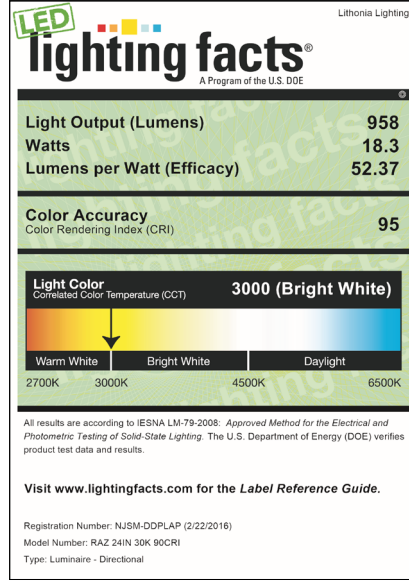 Lithonia Lighting
LED
lighting facts®
A Program of the U.S. DOE
Light Output (Lumens) 958
Watts 18.3
Lumens per Watt (Efficacy) 52.37
Color Accuracy
Color Rendering Index (CRI) 95
Light Color
Correlated Color Temperature (CCT) 3000 (Bright White)
Warm White Bright White Daylight
2700K 3000K 4500K 6500K
All results are according to IESNA LM-79-2008: Approved Method for the Electrical and
Photometric Testing of Solid-State Lighting. The U.S. Department of Energy (DOE) verifies
product test data and results.
Visit www.lightingfacts.com for the Label Reference Guide.
Registration Number: NJSM-DDPLAP (2/22/2016)
Model Number: RAZ 24IN 30K 90CRI
Type: Luminaire - Directional